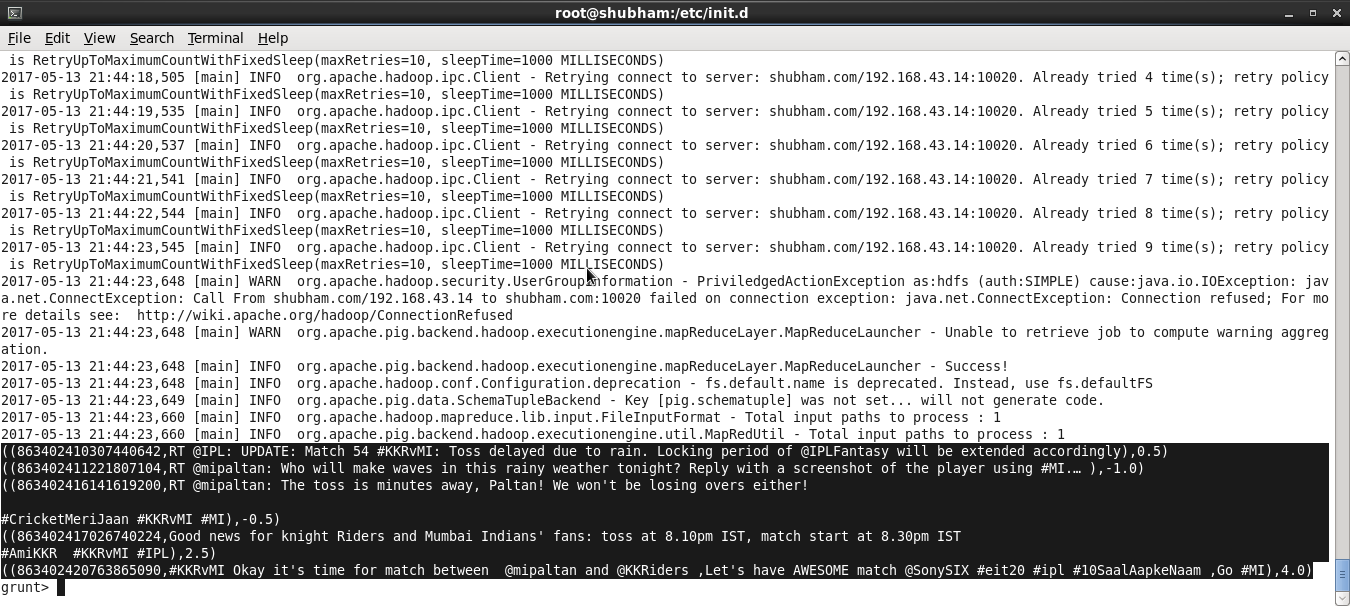 root@shubham:/etc/init.d
File Edit View Search Terminal Help
 is RetryUpToMaximumCountWithFixedSleep(maxRetries=10, sleepTime=1000 MILLISECONDS)
2017-05-13 21:44:18,505 [main] INFO  org.apache.hadoop.ipc.Client - Retrying connect to server: shubham.com/192.168.43.14:10020. Already tried 4 time(s); retry policy
 is RetryUpToMaximumCountWithFixedSleep(maxRetries=10, sleepTime=1000 MILLISECONDS)
2017-05-13 21:44:19,535 [main] INFO  org.apache.hadoop.ipc.Client - Retrying connect to server: shubham.com/192.168.43.14:10020. Already tried 5 time(s); retry policy
 is RetryUpToMaximumCountWithFixedSleep(maxRetries=10, sleepTime=1000 MILLISECONDS)
2017-05-13 21:44:20,537 [main] INFO  org.apache.hadoop.ipc.Client - Retrying connect to server: shubham.com/192.168.43.14:10020. Already tried 6 time(s); retry policy
 is RetryUpToMaximumCountWithFixedSleep(maxRetries=10, sleepTime=1000 MILLISECONDS)
2017-05-13 21:44:21,541 [main] INFO  org.apache.hadoop.ipc.Client - Retrying connect to server: shubham.com/192.168.43.14:10020. Already tried 7 time(s); retry policy
 is RetryUpToMaximumCountWithFixedSleep(maxRetries=10, sleepTime=1000 MILLISECONDS)
2017-05-13 21:44:22,544 [main] INFO  org.apache.hadoop.ipc.Client - Retrying connect to server: shubham.com/192.168.43.14:10020. Already tried 8 time(s); retry policy
 is RetryUpToMaximumCountWithFixedSleep(maxRetries=10, sleepTime=1000 MILLISECONDS)
2017-05-13 21:44:23,545 [main] INFO  org.apache.hadoop.ipc.Client - Retrying connect to server: shubham.com/192.168.43.14:10020. Already tried 9 time(s); retry policy
 is RetryUpToMaximumCountWithFixedSleep(maxRetries=10, sleepTime=1000 MILLISECONDS)
2017-05-13 21:44:23,648 [main] WARN  org.apache.hadoop.security.UserGroupInformation - PriviledgedActionException as:hdfs (auth:SIMPLE) cause:java.io.IOException: jav
a.net.ConnectException: Call From shubham.com/192.168.43.14 to shubham.com:10020 failed on connection exception: java.net.ConnectException: Connection refused; For mo
re details see:  http://wiki.apache.org/hadoop/ConnectionRefused
2017-05-13 21:44:23,648 [main] WARN  org.apache.pig.backend.hadoop.executionengine.mapReduceLayer.MapReduceLauncher - Unable to retrieve job to compute warning aggreg
ation.
2017-05-13 21:44:23,648 [main] INFO  org.apache.pig.backend.hadoop.executionengine.mapReduceLayer.MapReduceLauncher - Success!
2017-05-13 21:44:23,648 [main] INFO  org.apache.hadoop.conf.Configuration.deprecation - fs.default.name is deprecated. Instead, use fs.defaultFS
2017-05-13 21:44:23,649 [main] INFO  org.apache.pig.data.SchemaTupleBackend - Key [pig.schematuple] was not set... will not generate code.
2017-05-13 21:44:23,660 [main] INFO  org.apache.hadoop.mapreduce.lib.input.FileInputFormat - Total input paths to process : 1
2017-05-13 21:44:23,660 [main] INFO  org.apache.pig.backend.hadoop.executionengine.util.MapRedUtil - Total input paths to process : 1
((863402410307440642,RT @IPL: UPDATE: Match 54 #KKRvMI: Toss delayed due to rain. Locking period of @IPLFantasy will be extended accordingly),0.5)
((863402411221807104,RT @mipaltan: Who will make waves in this rainy weather tonight? Reply with a screenshot of the player using #MI.… ),-1.0)
((863402416141619200,RT @mipaltan: The toss is minutes away, Paltan! We won't be losing overs either!
#CricketMeriJaan #KKRvMI #MI),-0.5)
((863402417026740224,Good news for knight Riders and Mumbai Indians' fans: toss at 8.10pm IST, match start at 8.30pm IST
#AmiKKR  #KKRvMI #IPL),2.5)
((863402420763865090,#KKRvMI Okay it's time for match between  @mipaltan and @KKRiders ,Let's have AWESOME match @SonySIX #eit20 #ipl #10SaalAapkeNaam ,Go #MI),4.0)
grunt>